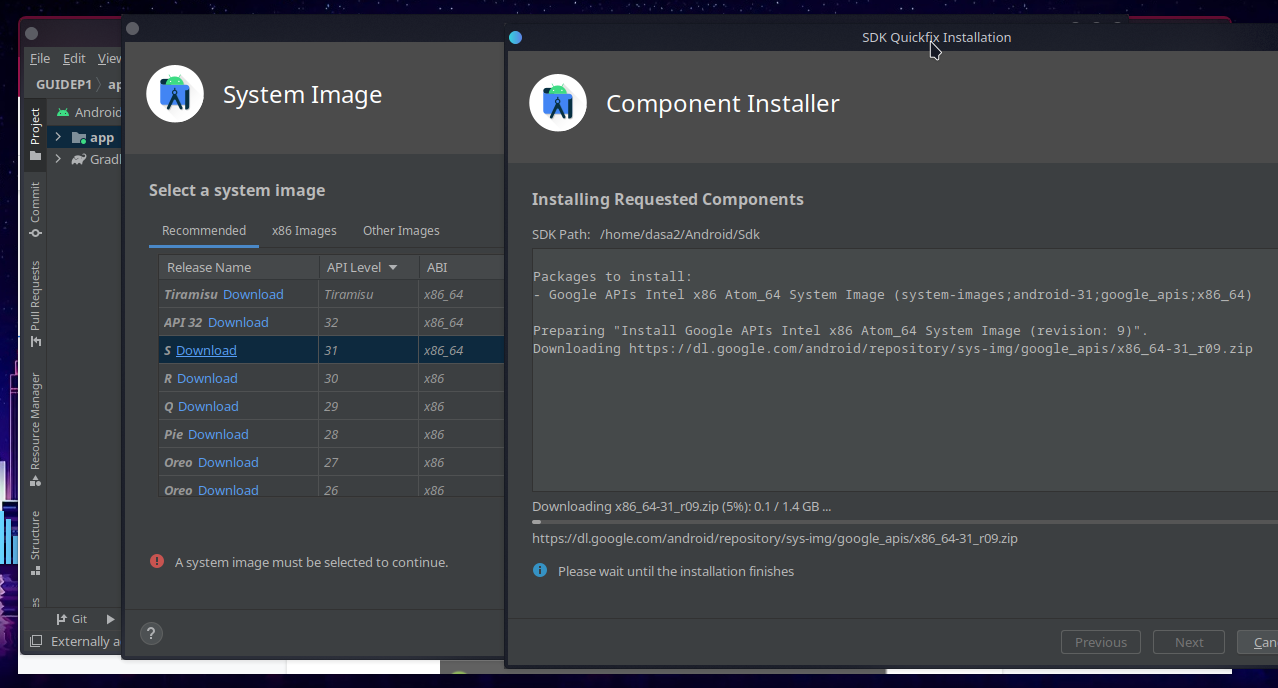 File Edit View
GUIDEP1 ap
Project
Commit
Pull Requests
Resource Manager
Structure
Android
app
Gradl
Git
Externally a
System Image
Select a system image
Recommended x86 Images Other Images
Release Name API Level ABI
Tiramisu Download Tiramisu x86_64
API 32 Download 32 x86_64
S Download 31 x86_64
R Download 30 x86
Q Download 29 x86
Pie Download 28 x86
Oreo Download 27 x86
Oreo Download 26 x86
A system image must be selected to continue.
?
SDK Quickfix Installation
Component Installer
Installing Requested Components
SDK Path: /home/dasa2/Android/Sdk
Packages to install:
- Google APIs Intel x86 Atom_64 System Image (system-images;android-31;google_apis;x86_64)
Preparing "Install Google APIs Intel x86 Atom_64 System Image (revision: 9)".
Downloading https://dl.google.com/android/repository/sys-img/google_apis/x86_64-31_r09.zip
Downloading x86_64-31_r09.zip (5%): 0.1 / 1.4 GB ...
https://dl.google.com/android/repository/sys-img/google_apis/x86_64-31_r09.zip
Please wait until the installation finishes
Previous Next Can